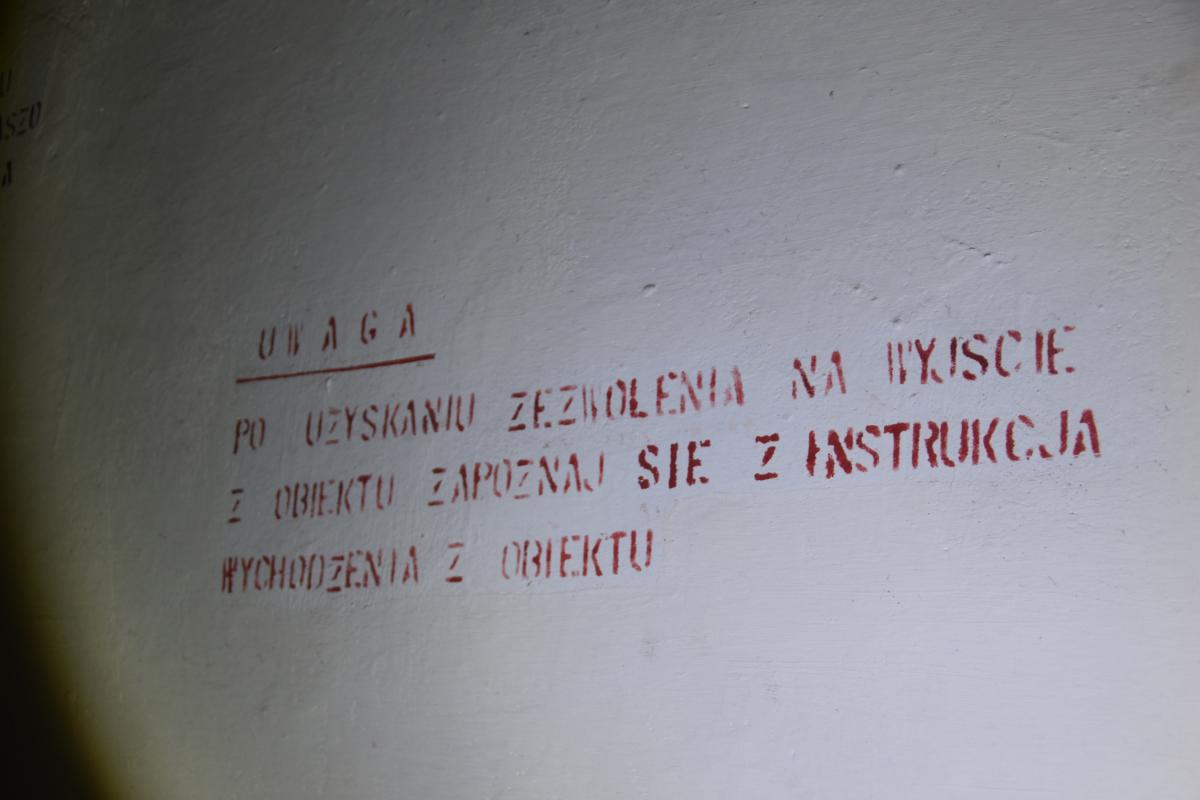 UWAGA
PO UZYSKANIU ZEZWOLENIA NA WYJSCIE
Z OBIEKTU ZAPOZNAJ SIE Z INSTRUKCJA
WYCHODZENIA Z OBIEKTU